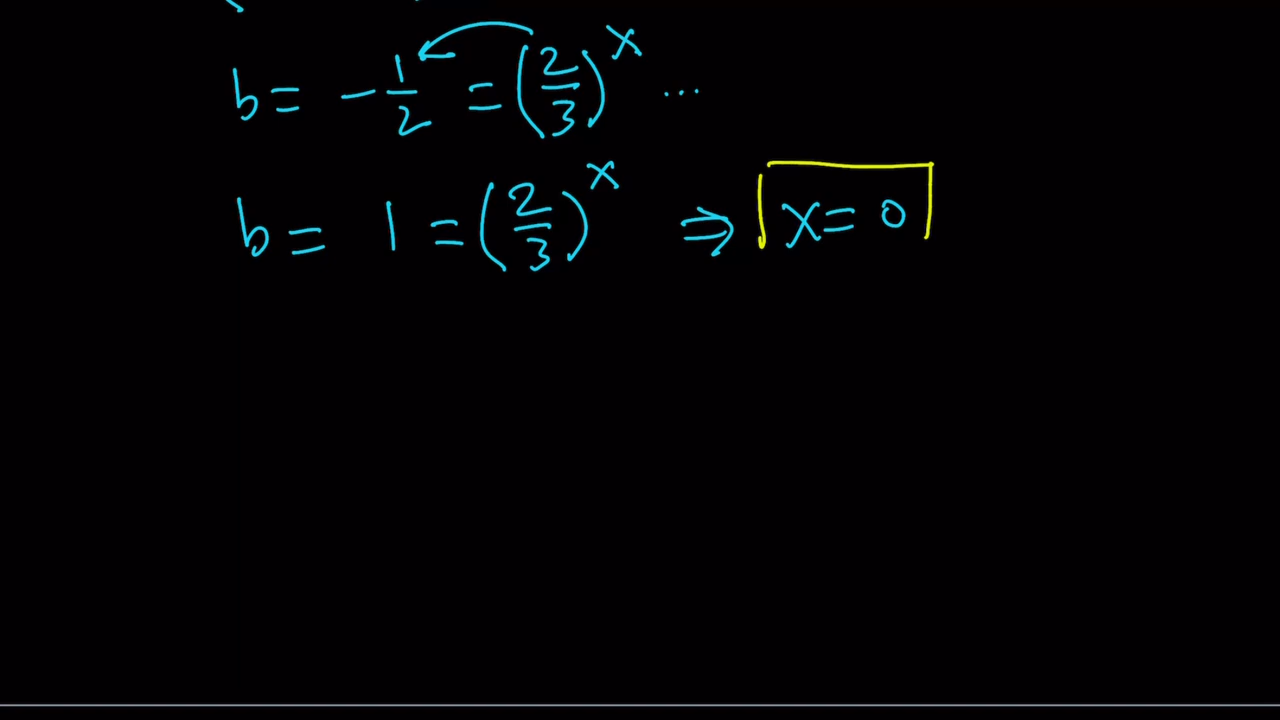 b = - 1/2 = (2/3)^x ...
b = 1 = (2/3)^x ⇒ x = 0